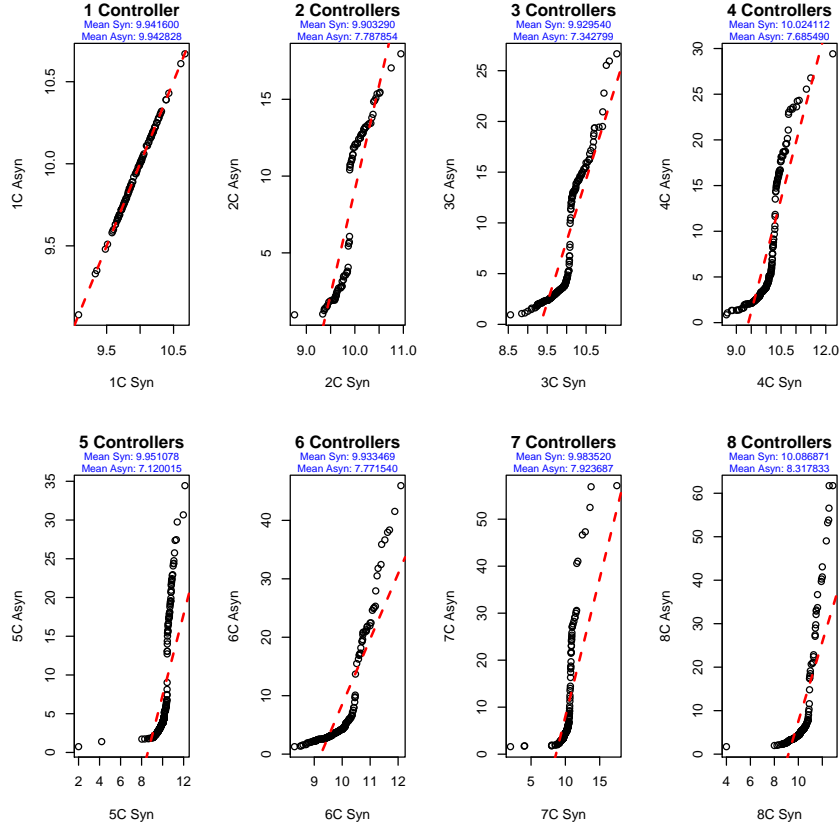 1 Controller
Mean Syn: 9.941600
Mean Asyn: 9.942828
9.5 10.0 10.5
9.5 10.5
1C Asyn
1C Syn
2 Controllers
Mean Syn: 9.903290
Mean Asyn: 7.787854
5 10 15
9.0 10.0 11.0
2C Asyn
2C Syn
3 Controllers
Mean Syn: 9.929540
Mean Asyn: 7.342799
0 5 10 15 20 25
8.5 9.5 10.5
3C Asyn
3C Syn
4 Controllers
Mean Syn: 10.024112
Mean Asyn: 7.685490
0 5 10 15 20 25 30
9.0 10.5 12.0
4C Asyn
4C Syn
5 Controllers
Mean Syn: 9.951078
Mean Asyn: 7.120015
0 5 10 15 20 25 30 35
2 4 6 8 10 12
5C Asyn
5C Syn
6 Controllers
Mean Syn: 9.933469
Mean Asyn: 7.771540
0 10 20 30 40
9 10 11 12
6C Asyn
6C Syn
7 Controllers
Mean Syn: 9.983520
Mean Asyn: 7.923687
0 10 20 30 40 50
5 10 15
7C Asyn
7C Syn
8 Controllers
Mean Syn: 10.086871
Mean Asyn: 8.317833
0 10 20 30 40 50 60
4 6 8 10 12
8C Asyn
8C Syn